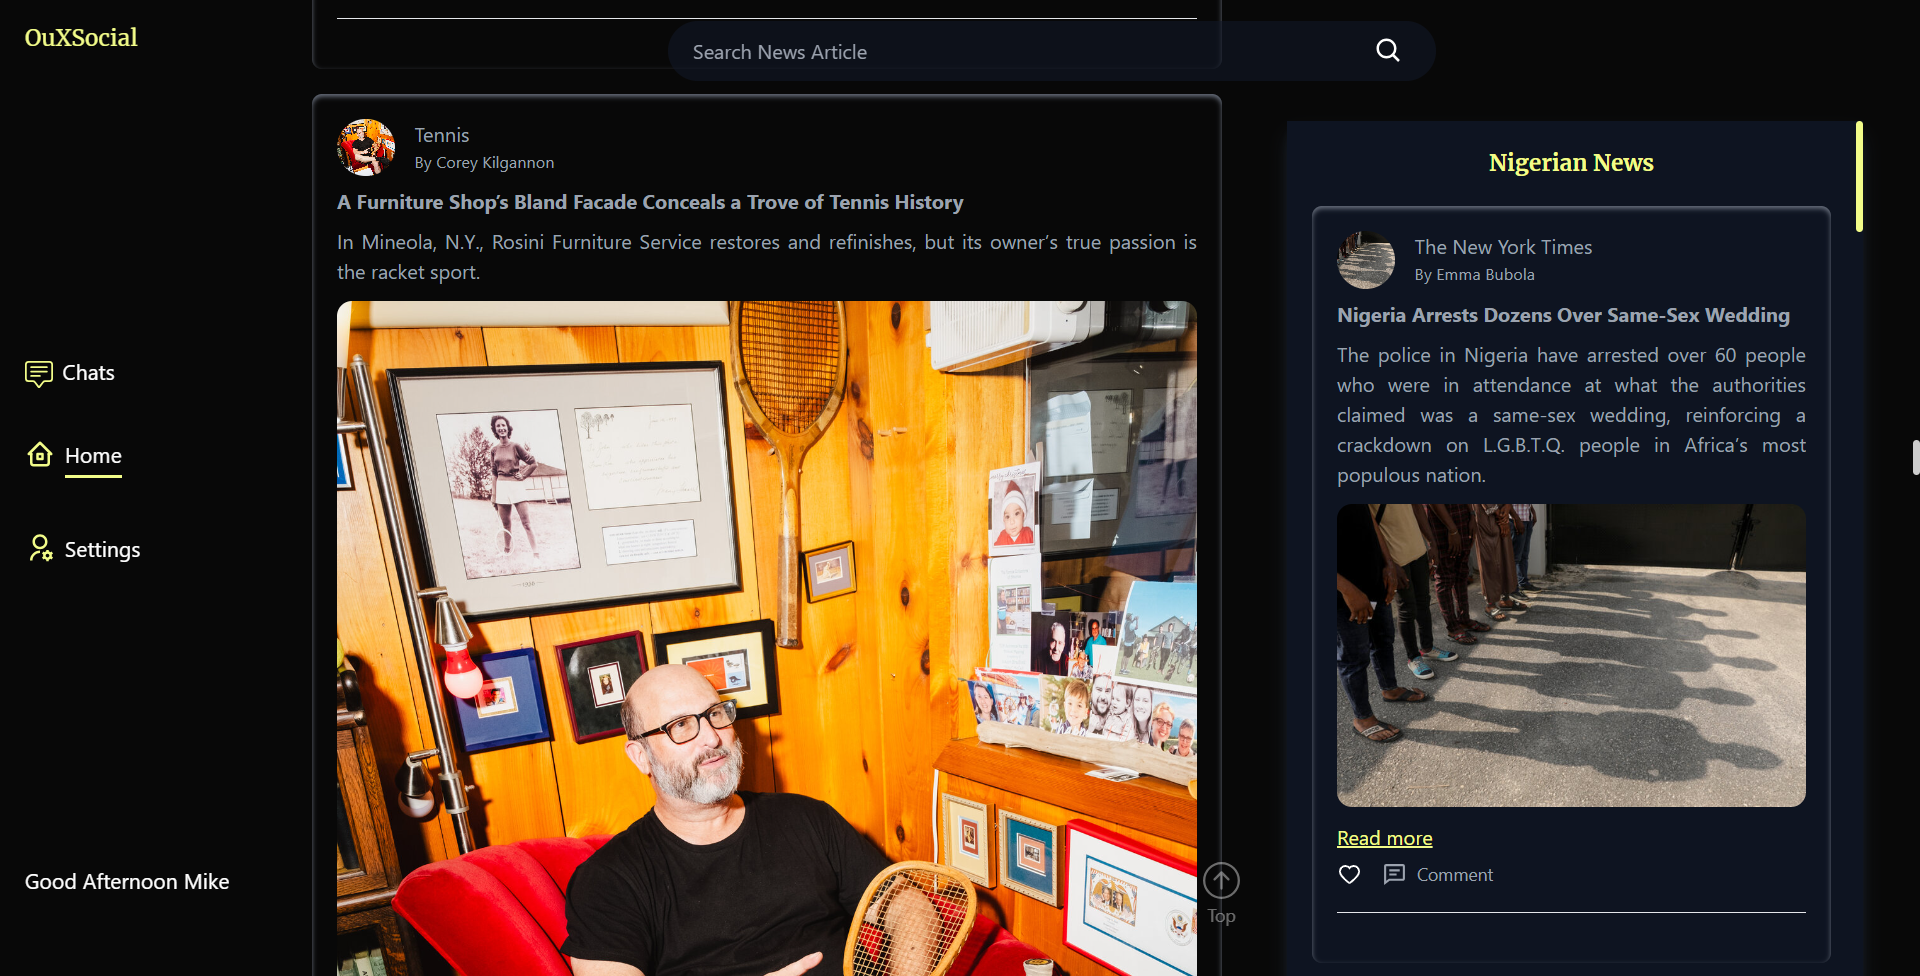 OuXSocial
Search News Article
Chats
Home
Settings
Good Afternoon Mike
Tennis
By Corey Kilgannon
A Furniture Shop’s Bland Facade Conceals a Trove of Tennis History
In Mineola, N.Y., Rosini Furniture Service restores and refinishes, but its owner’s true passion is
the racket sport.
Top
Nigerian News
The New York Times
By Emma Bubola
Nigeria Arrests Dozens Over Same-Sex Wedding
The police in Nigeria have arrested over 60 people
who were in attendance at what the authorities
claimed was a same-sex wedding, reinforcing a
crackdown on L.G.B.T.Q. people in Africa’s most
populous nation.
Read more
Comment